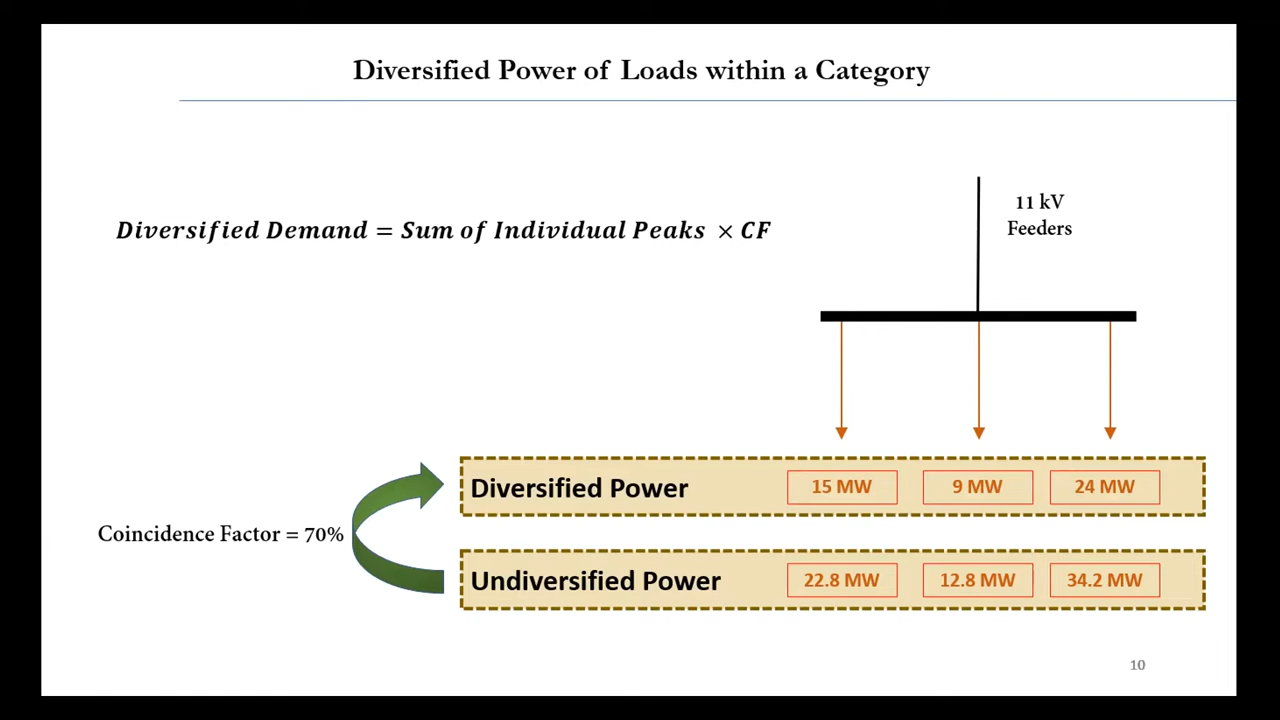 Diversified Power of Loads within a Category
11 kV
Feeders
Diversified Demand = Sum of Individual Peaks × CF
Diversified Power 15 MW 9 MW 24 MW
Coincidence Factor = 70%
Undiversified Power 22.8 MW 12.8 MW 34.2 MW
10